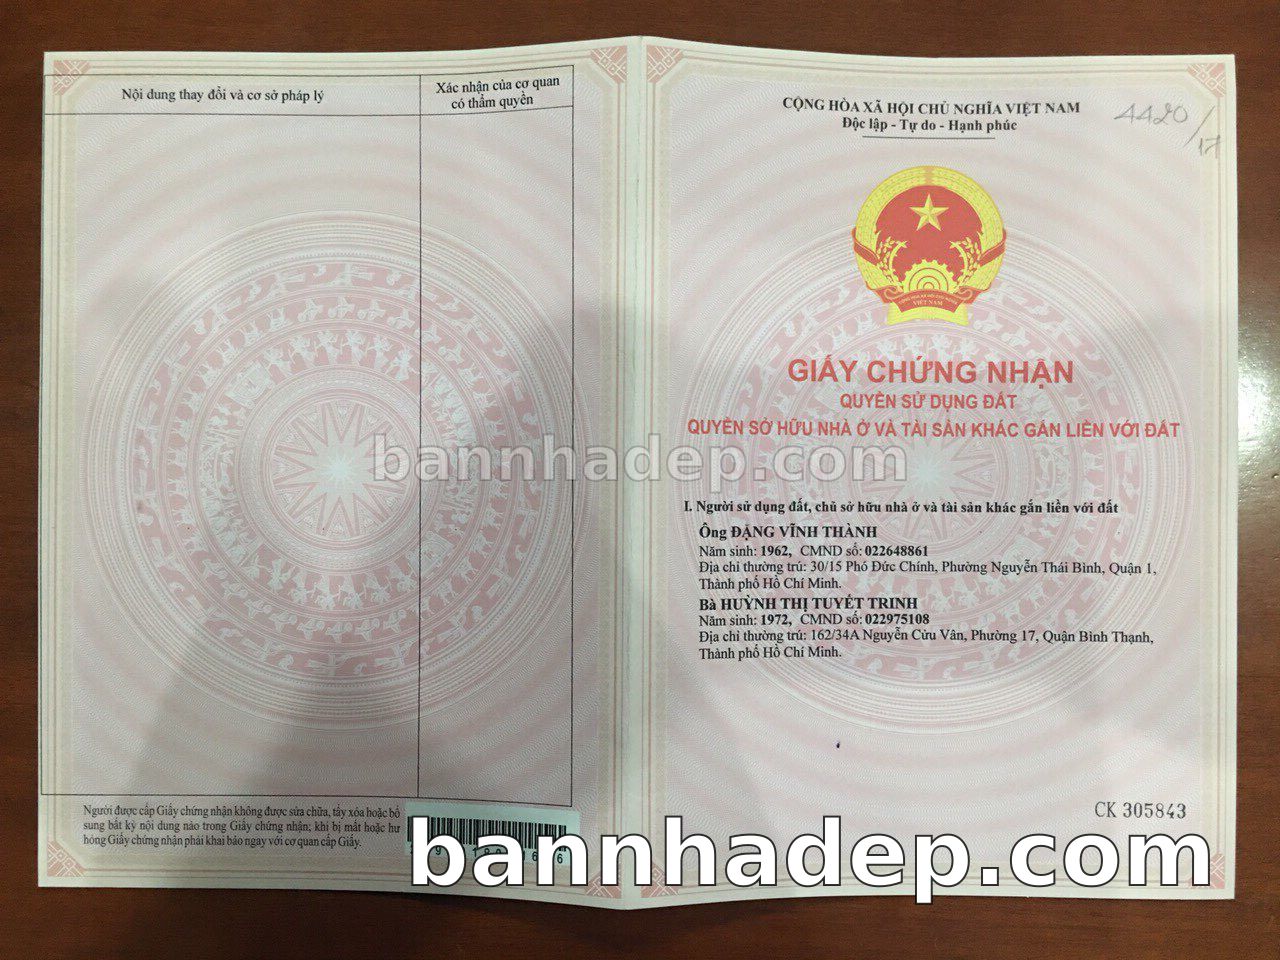 Nội dung thay đổi và cơ sở pháp lý
Xác nhận của cơ quan
có thẩm quyền
Người được cấp Giấy chứng nhận không được sửa chữa, tẩy xóa hoặc bổ
sung bất kỳ nội dung nào trong Giấy chứng nhận; khi bị mất hoặc hư
hỏng Giấy chứng nhận phải khai báo ngay với cơ quan cấp Giấy.
CỘNG HÒA XÃ HỘI CHỦ NGHĨA VIỆT NAM
Độc lập - Tự do - Hạnh phúc
4420/17
VIỆT NAM
GIẤY CHỨNG NHẬN
QUYỀN SỬ DỤNG ĐẤT
QUYỀN SỞ HỮU NHÀ Ở VÀ TÀI SẢN KHÁC GẮN LIỀN VỚI ĐẤT
bannhadep.com
I. Người sử dụng đất, chủ sở hữu nhà ở và tài sản khác gắn liền với đất
Ông ĐẶNG VĨNH THÀNH
Năm sinh: 1962, CMND số: 022648861
Địa chỉ thường trú: 30/15 Phó Đức Chính, Phường Nguyễn Thái Bình, Quận 1,
Thành phố Hồ Chí Minh.
Bà HUỲNH THỊ TUYẾT TRINH
Năm sinh: 1972, CMND số: 022975108
Địa chỉ thường trú: 162/34A Nguyễn Cửu Vân, Phường 17, Quận Bình Thạnh,
Thành phố Hồ Chí Minh.
CK 305843
bannhadep.com